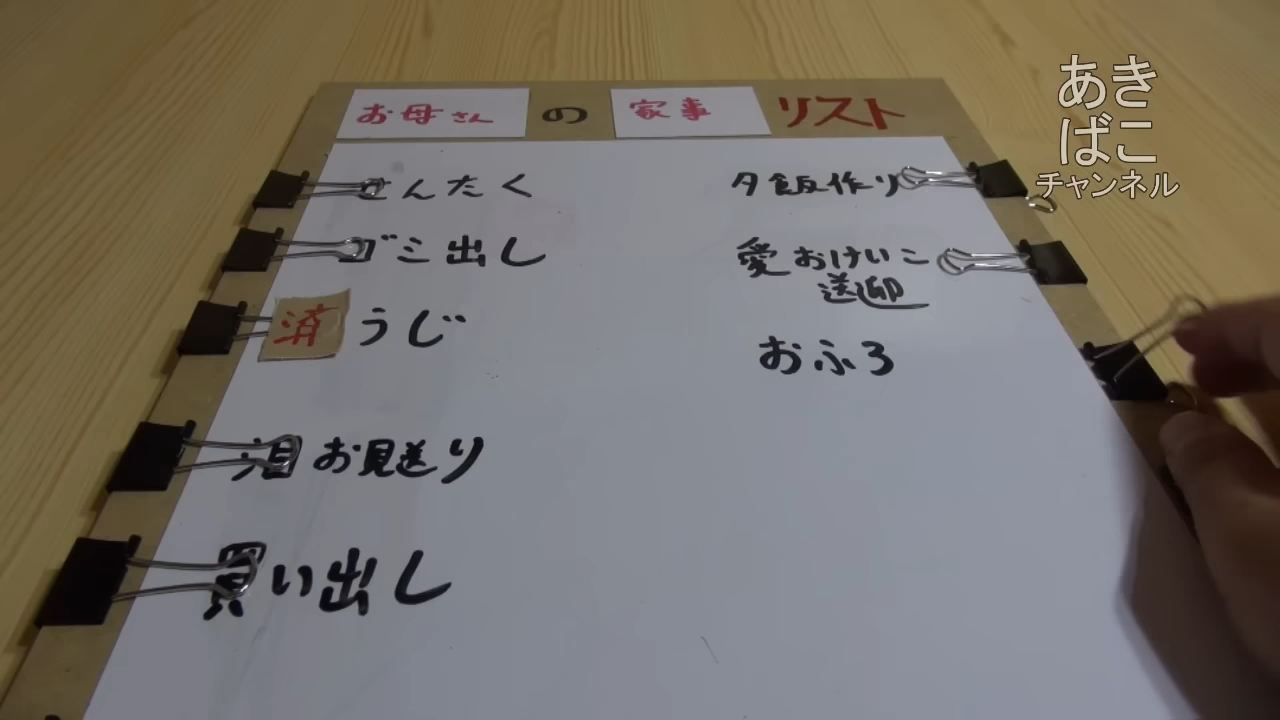 お母さん の 家事 リスト
せんたく
ゴミ出し
済 うじ
お見送り
買い出し
夕飯作り
愛おけいこ
送迎
おふろ
あき
ばこ
チャンネル